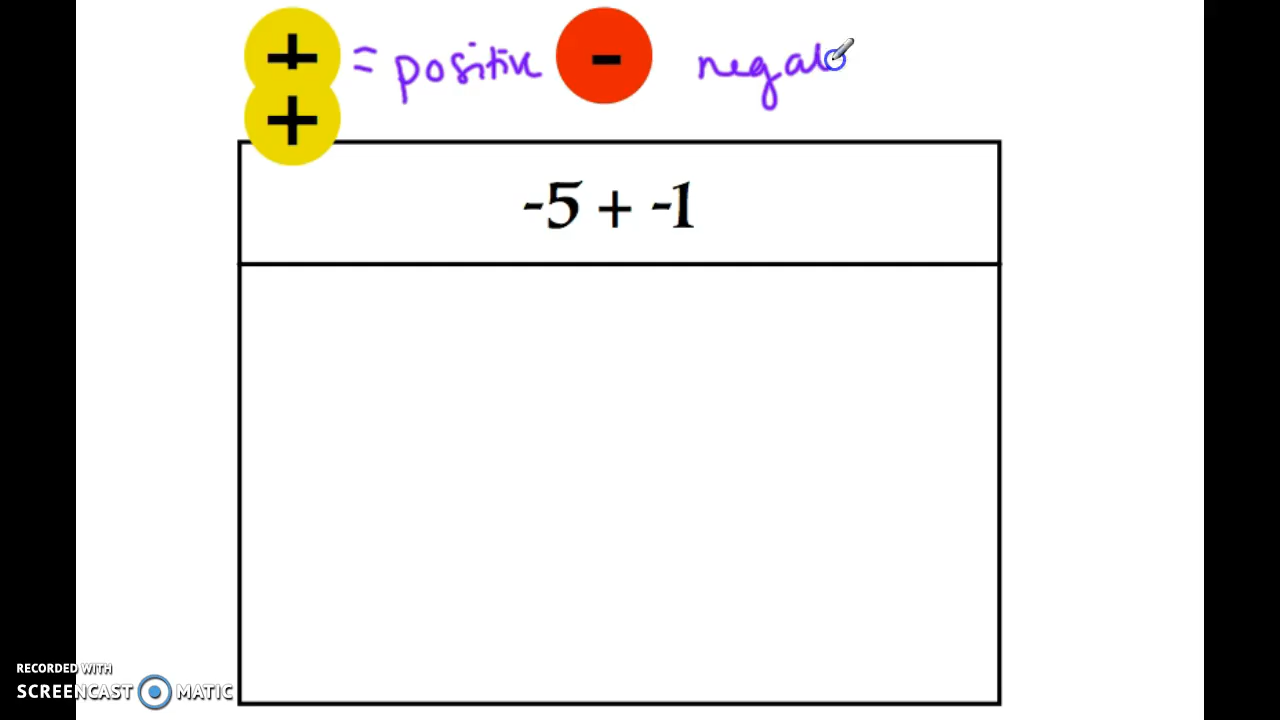 + = positive - negat
+
-5 + -1
RECORDED WITH
SCREENCAST MATIC